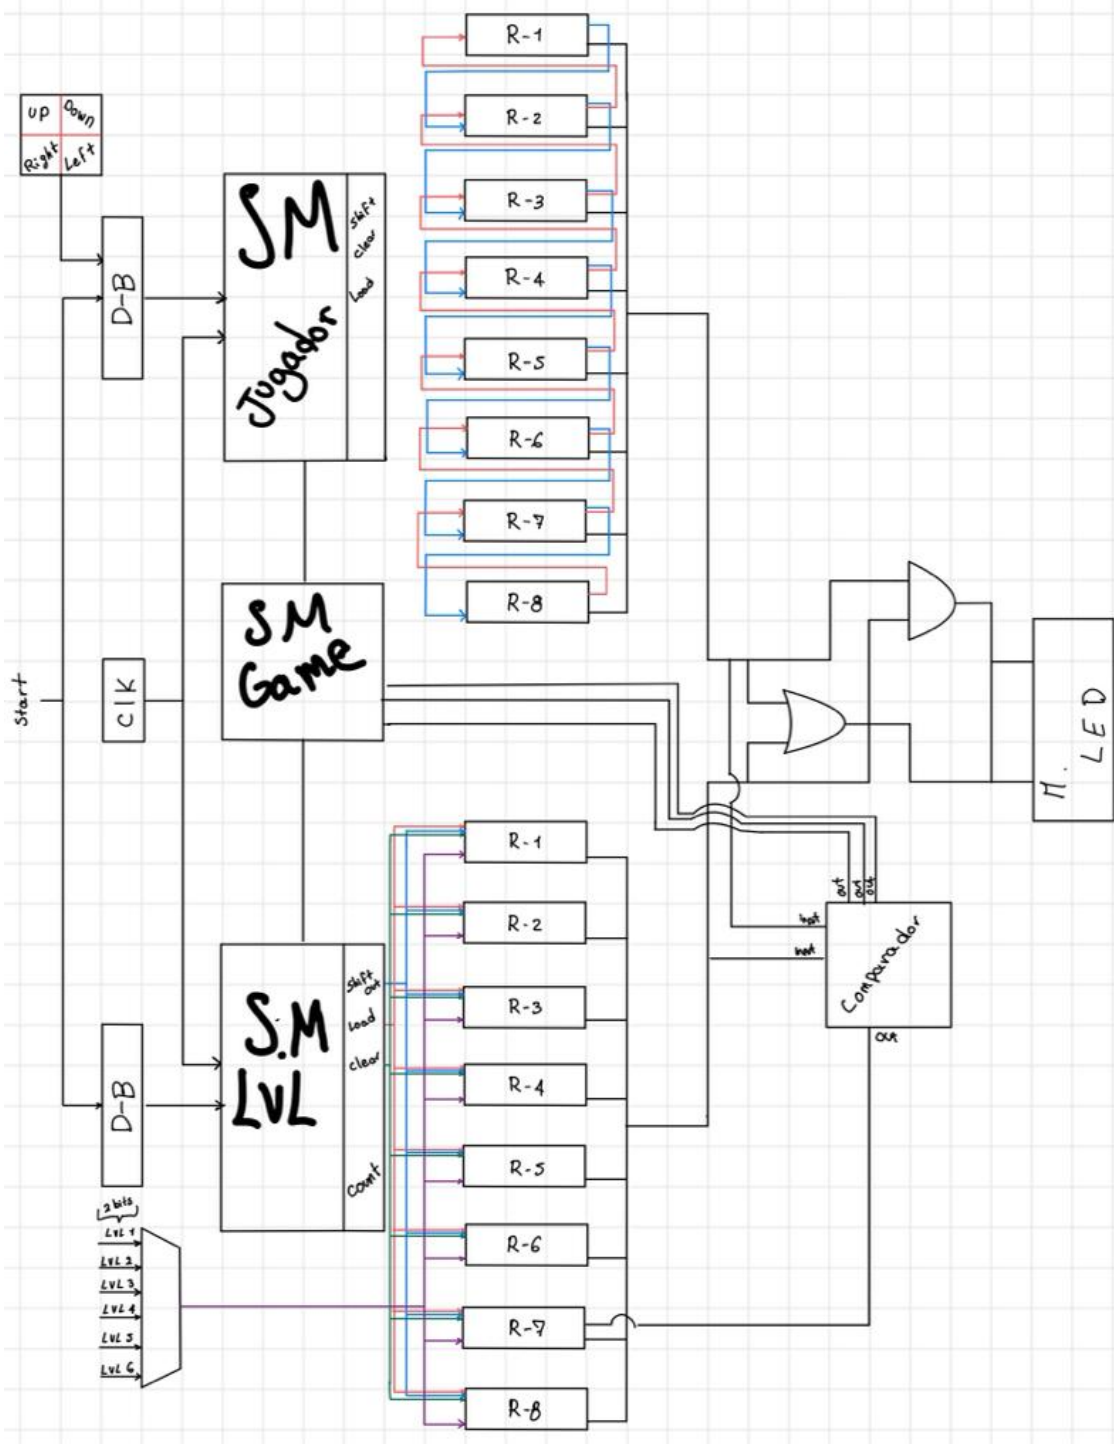 UP Down
Right Left
D-B
SM
Jugador
Shift
clear
Load
R-1
R-2
R-3
R-4
R-5
R-6
R-7
R-8
Start
ClK
SM
Game
M. LED
out
out
out
Comparador
out
D-B
S.M
LVL
Shift
out
Load
clear
Count
R-1
R-2
R-3
R-4
R-5
R-6
R-7
R-8
2 bits
LVL 1
LVL 2
LVL 3
LVL 4
LVL 5
LVL 6